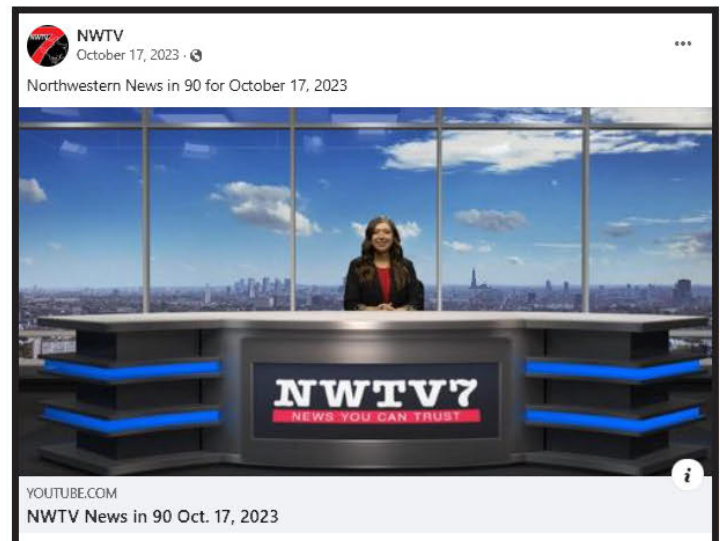 NWTV
October 17, 2023
Northwestern News in 90 for October 17, 2023
NWTV7
NEWS YOU CAN TRUST
YOUTUBE.COM
NWTV News in 90 Oct. 17, 2023